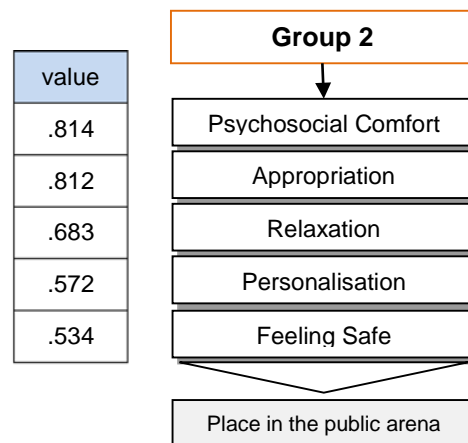 Group 2
value
.814
Psychosocial Comfort
.812
Appropriation
.683
Relaxation
.572
Personalisation
.534
Feeling Safe
Place in the public arena